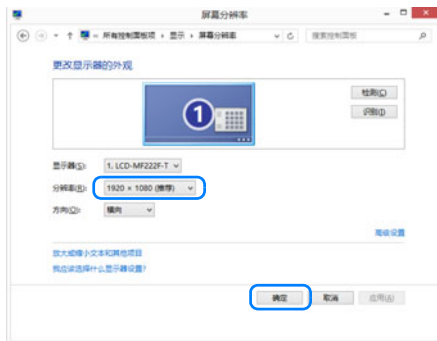 屏幕分辨率
所有控制面板项 › 显示 › 屏幕分辨率
搜索控制面板
更改显示器的外观
1
检测(C)
识别(I)
显示器(S): 1. LCD-MF222F-T
分辨率(R): 1920 × 1080 (推荐)
方向(O): 横向
高级设置
放大或缩小文本和其他项目
我应该选择什么显示器设置?
确定 取消 应用(A)